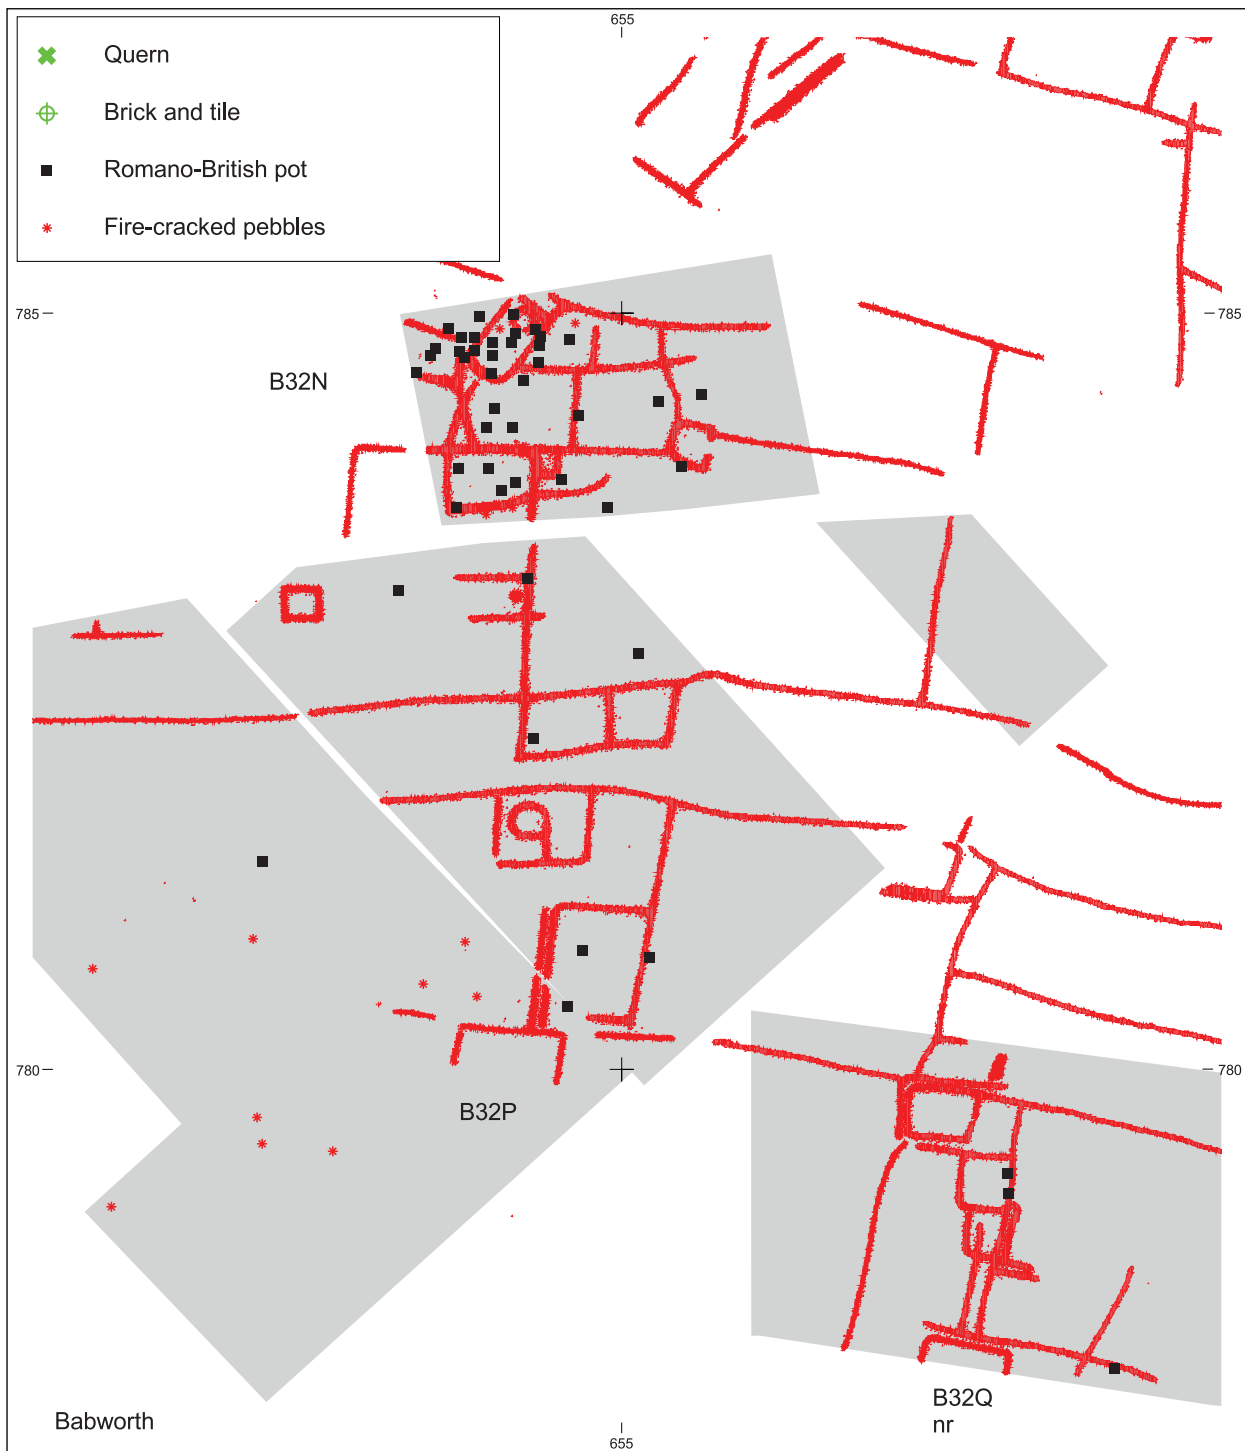 655
Quern
Brick and tile
Romano-British pot
Fire-cracked pebbles
785
785
B32N
780
780
B32P
B32Q
nr
Babworth
655